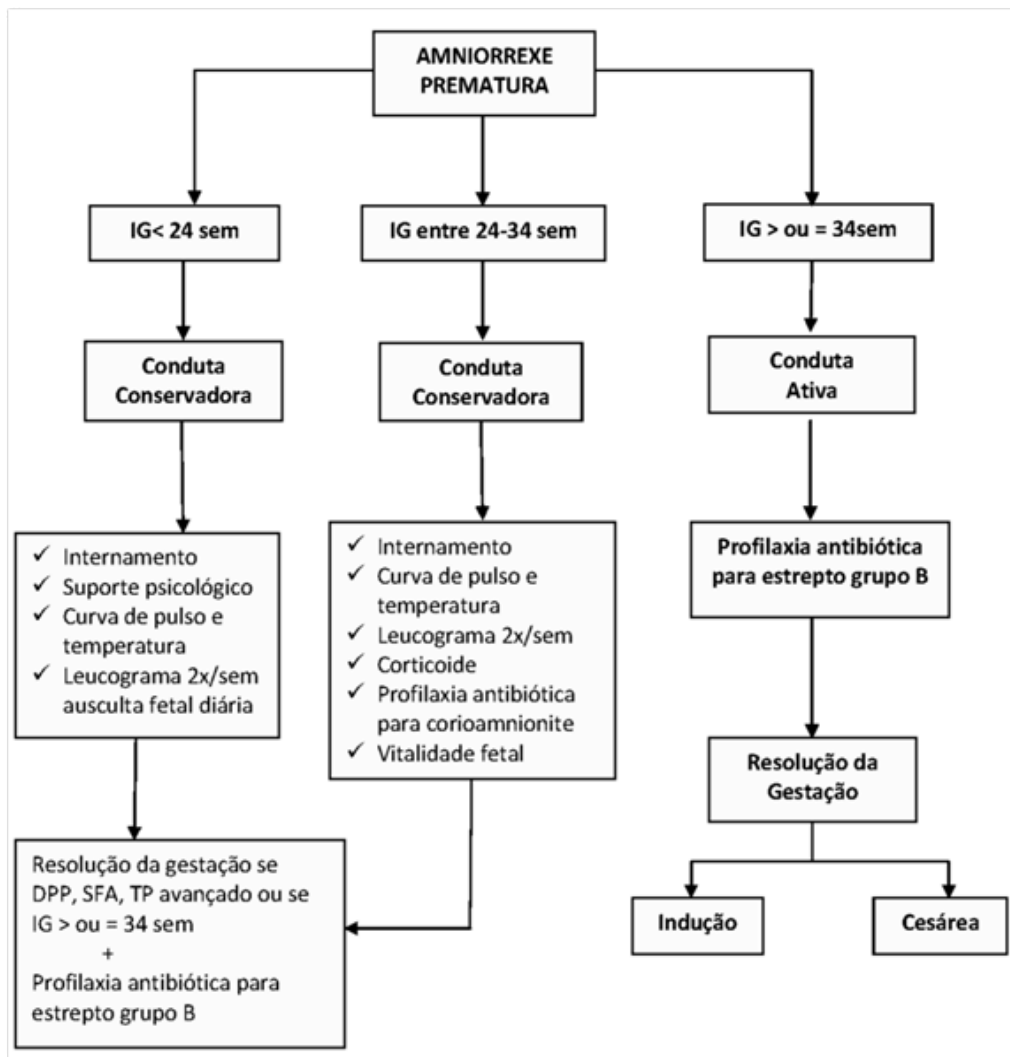 AMNIORREXE
PREMATURA
IG< 24 sem
IG entre 24-34 sem
IG > ou = 34sem
Conduta
Conservadora
Conduta
Conservadora
Conduta
Ativa
✓ Internamento
✓ Suporte psicológico
✓ Curva de pulso e
temperatura
✓ Leucograma 2x/sem
ausculta fetal diária
✓ Internamento
✓ Curva de pulso e
temperatura
✓ Leucograma 2x/sem
✓ Corticoide
✓ Profilaxia antibiótica
para corioamnionite
✓ Vitalidade fetal
Profilaxia antibiótica
para estrepto grupo B
Resolução da
Gestação
Resolução da gestação se
DPP, SFA, TP avançado ou se
IG > ou = 34 sem
+
Profilaxia antibiótica para
estrepto grupo B
Indução
Cesárea